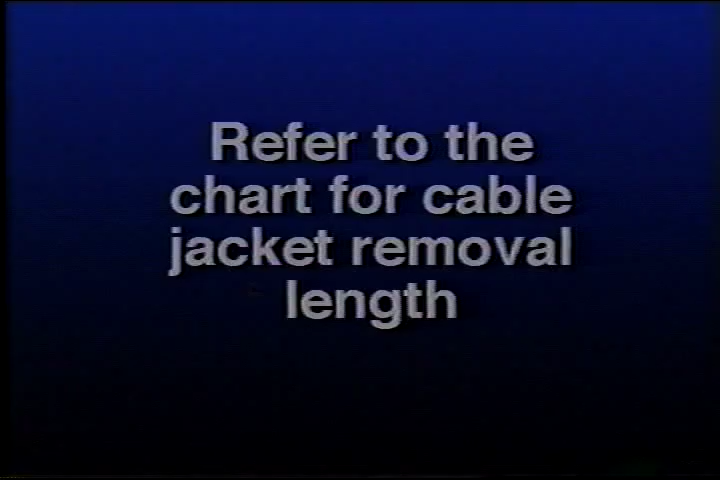 Refer to the
chart for cable
jacket removal
length